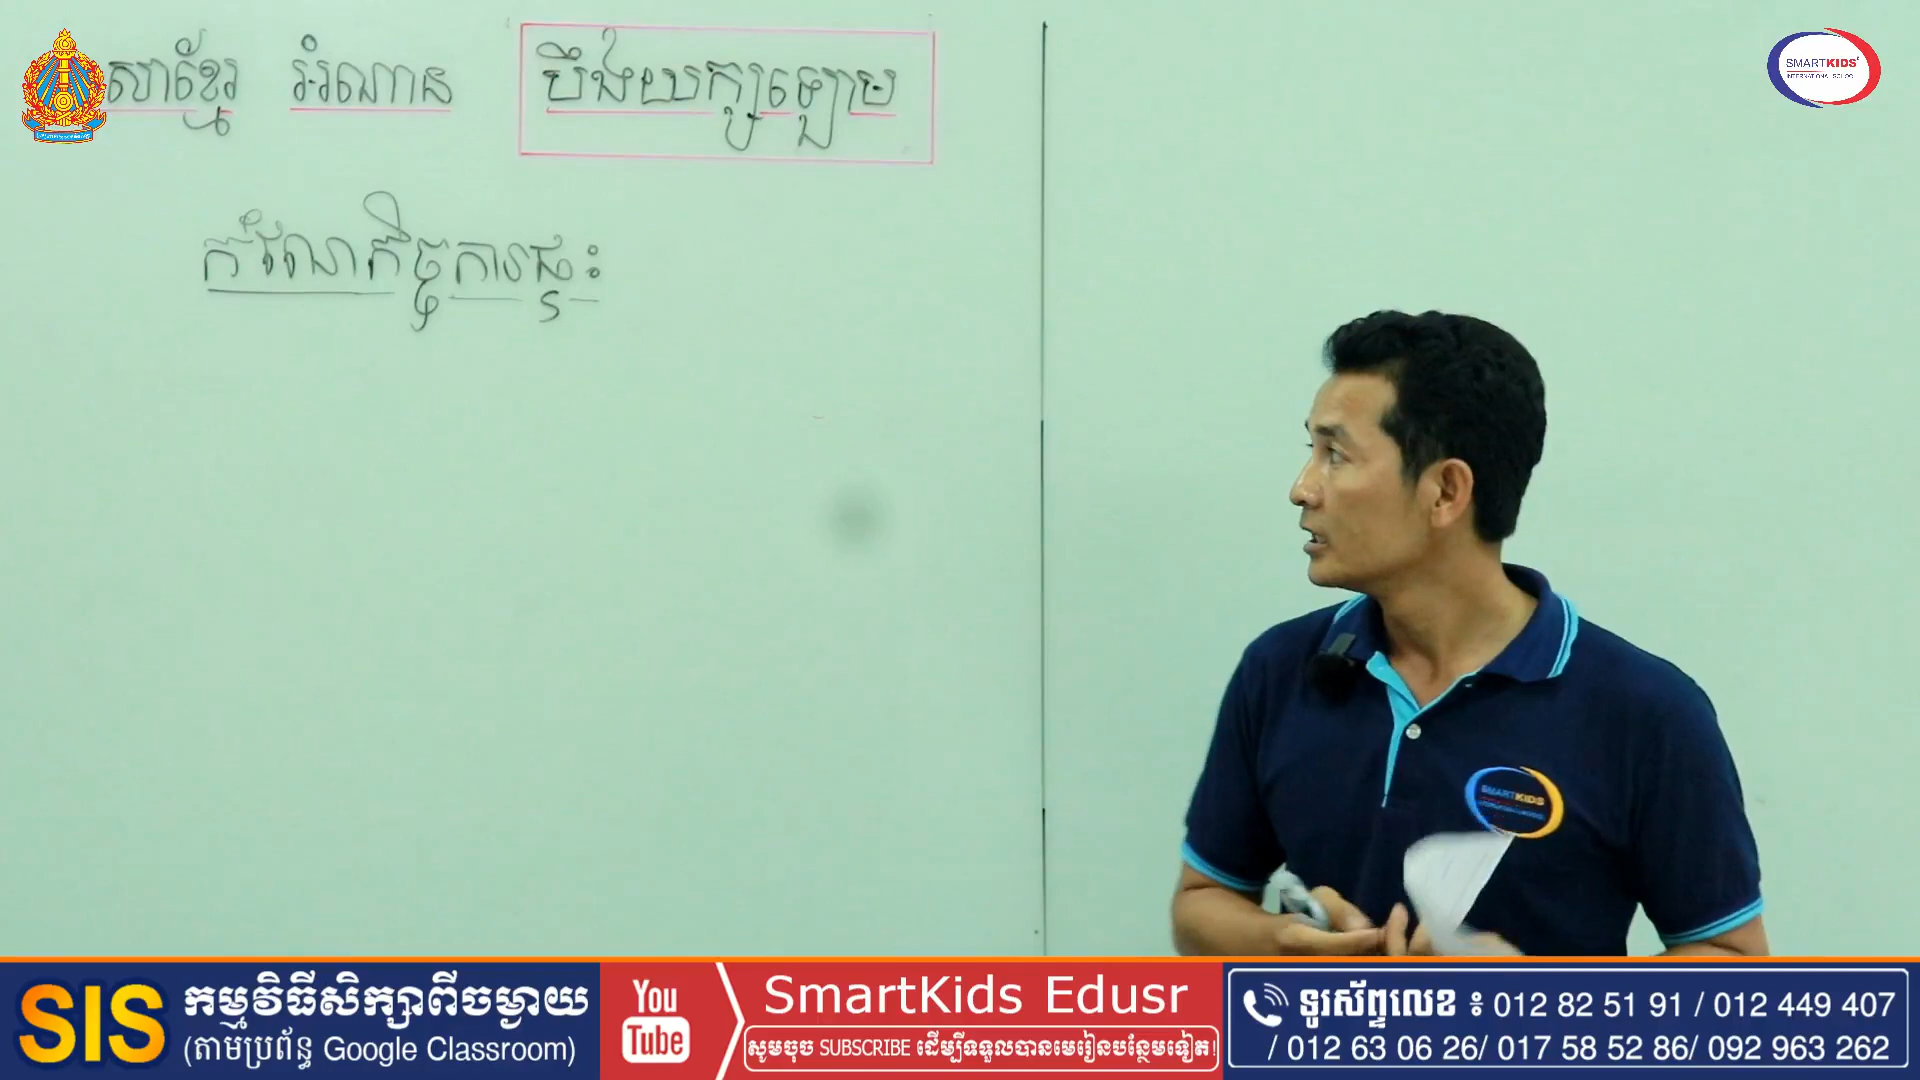 សាខ្មែរ អំណាន បឹងយក្សឡោម
កំណែកិច្ចការផ្ទះ
SMARTKIDS
INTERNATIONAL SCHOOL
SMARTKIDS
SIS
កម្មវិធីសិក្សាពីចម្ងាយ
(តាមប្រព័ន្ធ Google Classroom)
You
Tube
SmartKids Edusr
សូមចុច SUBSCRIBE ដើម្បីទទួលបានមេរៀនបន្ថែមទៀត!
ទូរស័ព្ទលេខ ៖ 012 82 51 91 / 012 449 407
/ 012 63 06 26/ 017 58 52 86/ 092 963 262